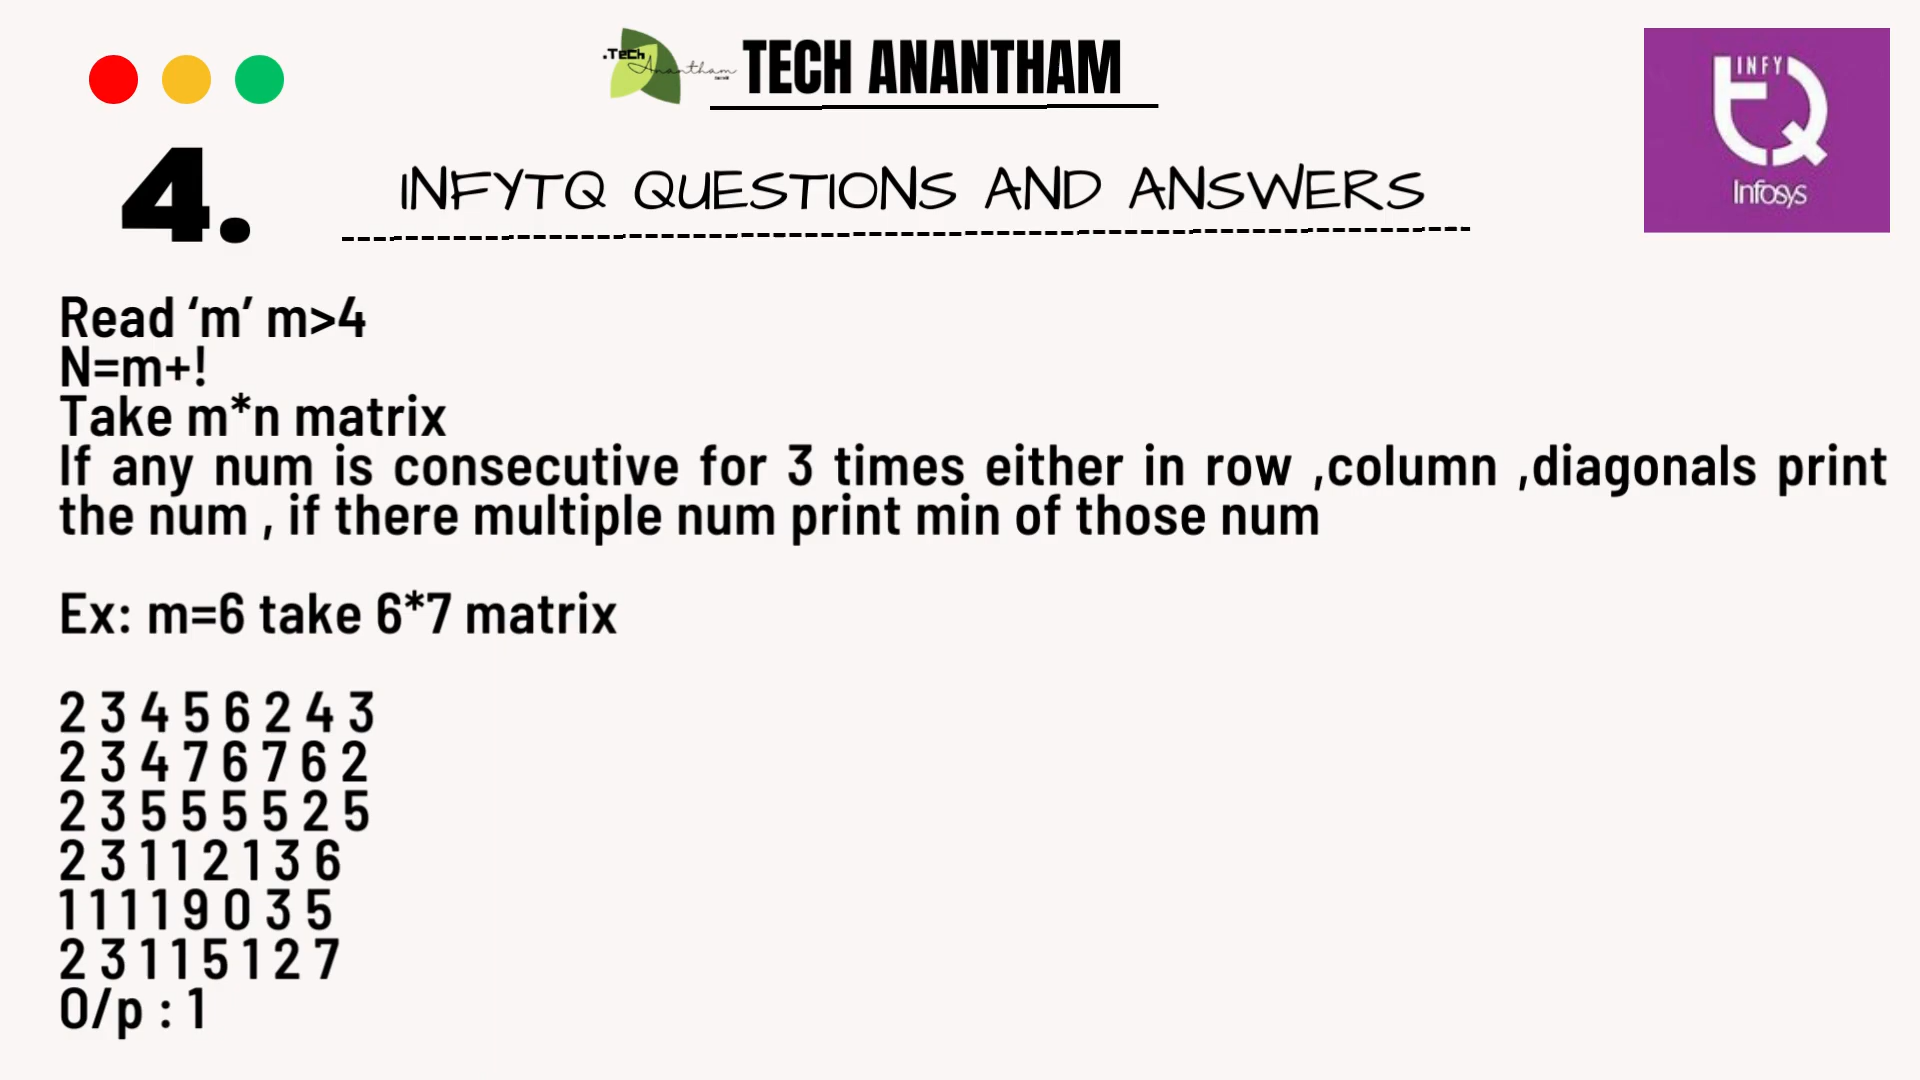 .Tech
Anantham
TECH ANANTHAM
INFY
Infosys
4.
INFYTQ QUESTIONS AND ANSWERS
Read ‘m’ m>4
N=m+!
Take m*n matrix
If any num is consecutive for 3 times either in row ,column ,diagonals print
the num , if there multiple num print min of those num
Ex: m=6 take 6*7 matrix
2 3 4 5 6 2 4 3
2 3 4 7 6 7 6 2
2 3 5 5 5 5 2 5
2 3 1 1 2 1 3 6
1 1 1 1 9 0 3 5
2 3 1 1 5 1 2 7
O/p : 1